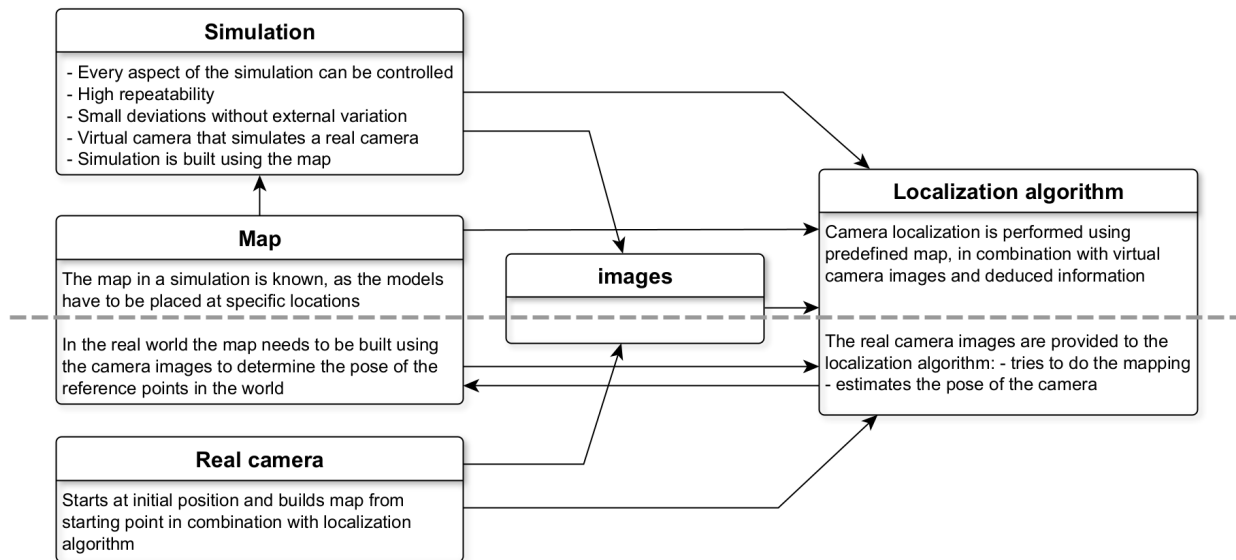 Simulation
- Every aspect of the simulation can be controlled
- High repeatability
- Small deviations without external variation
- Virtual camera that simulates a real camera
- Simulation is built using the map
Map
The map in a simulation is known, as the models
have to be placed at specific locations
In the real world the map needs to be built using
the camera images to determine the pose of the
reference points in the world
Real camera
Starts at initial position and builds map from
starting point in combination with localization
algorithm
images
Localization algorithm
Camera localization is performed using
predefined map, in combination with virtual
camera images and deduced information
The real camera images are provided to the
localization algorithm: - tries to do the mapping
- estimates the pose of the camera